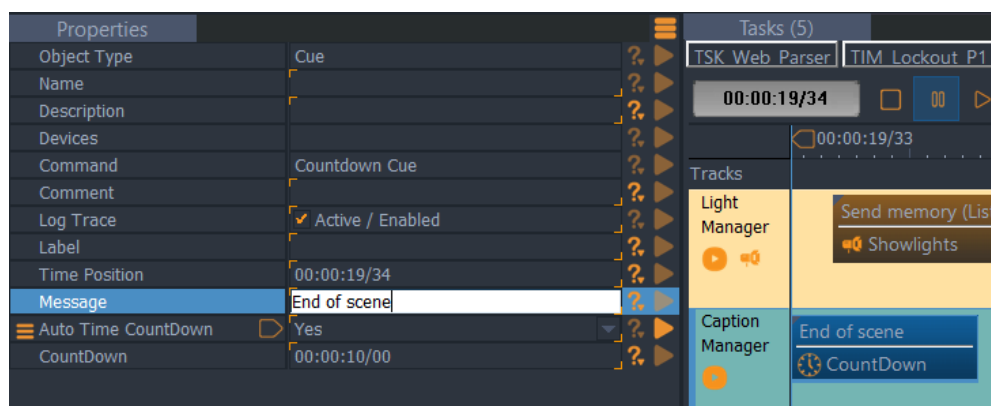 Properties
Object Type Cue
Name
Description
Devices
Command Countdown Cue
Comment
Log Trace Active / Enabled
Label
Time Position 00:00:19/34
Message End of scene
Auto Time CountDown Yes
CountDown 00:00:10/00
Tasks (5)
TSK Web Parser TIM Lockout P1
00:00:19/34
00:00:19/33
Tracks
Light
Manager
Send memory (Lis
Showlights
Caption
Manager
End of scene
CountDown